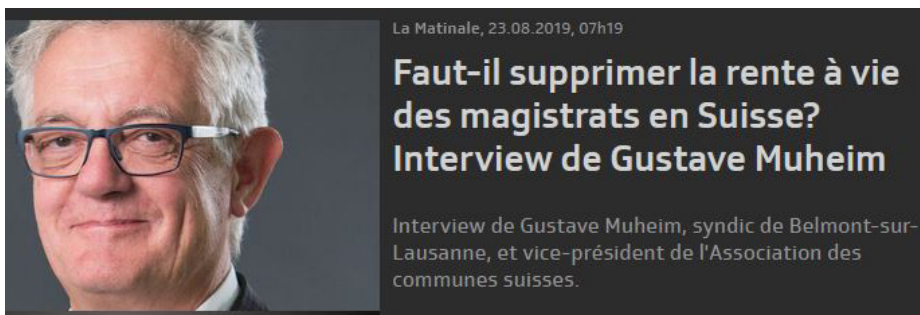 La Matinale, 23.08.2019, 07h19
Faut-il supprimer la rente à vie
des magistrats en Suisse?
Interview de Gustave Muheim
Interview de Gustave Muheim, syndic de Belmont-sur-
Lausanne, et vice-président de l'Association des
communes suisses.